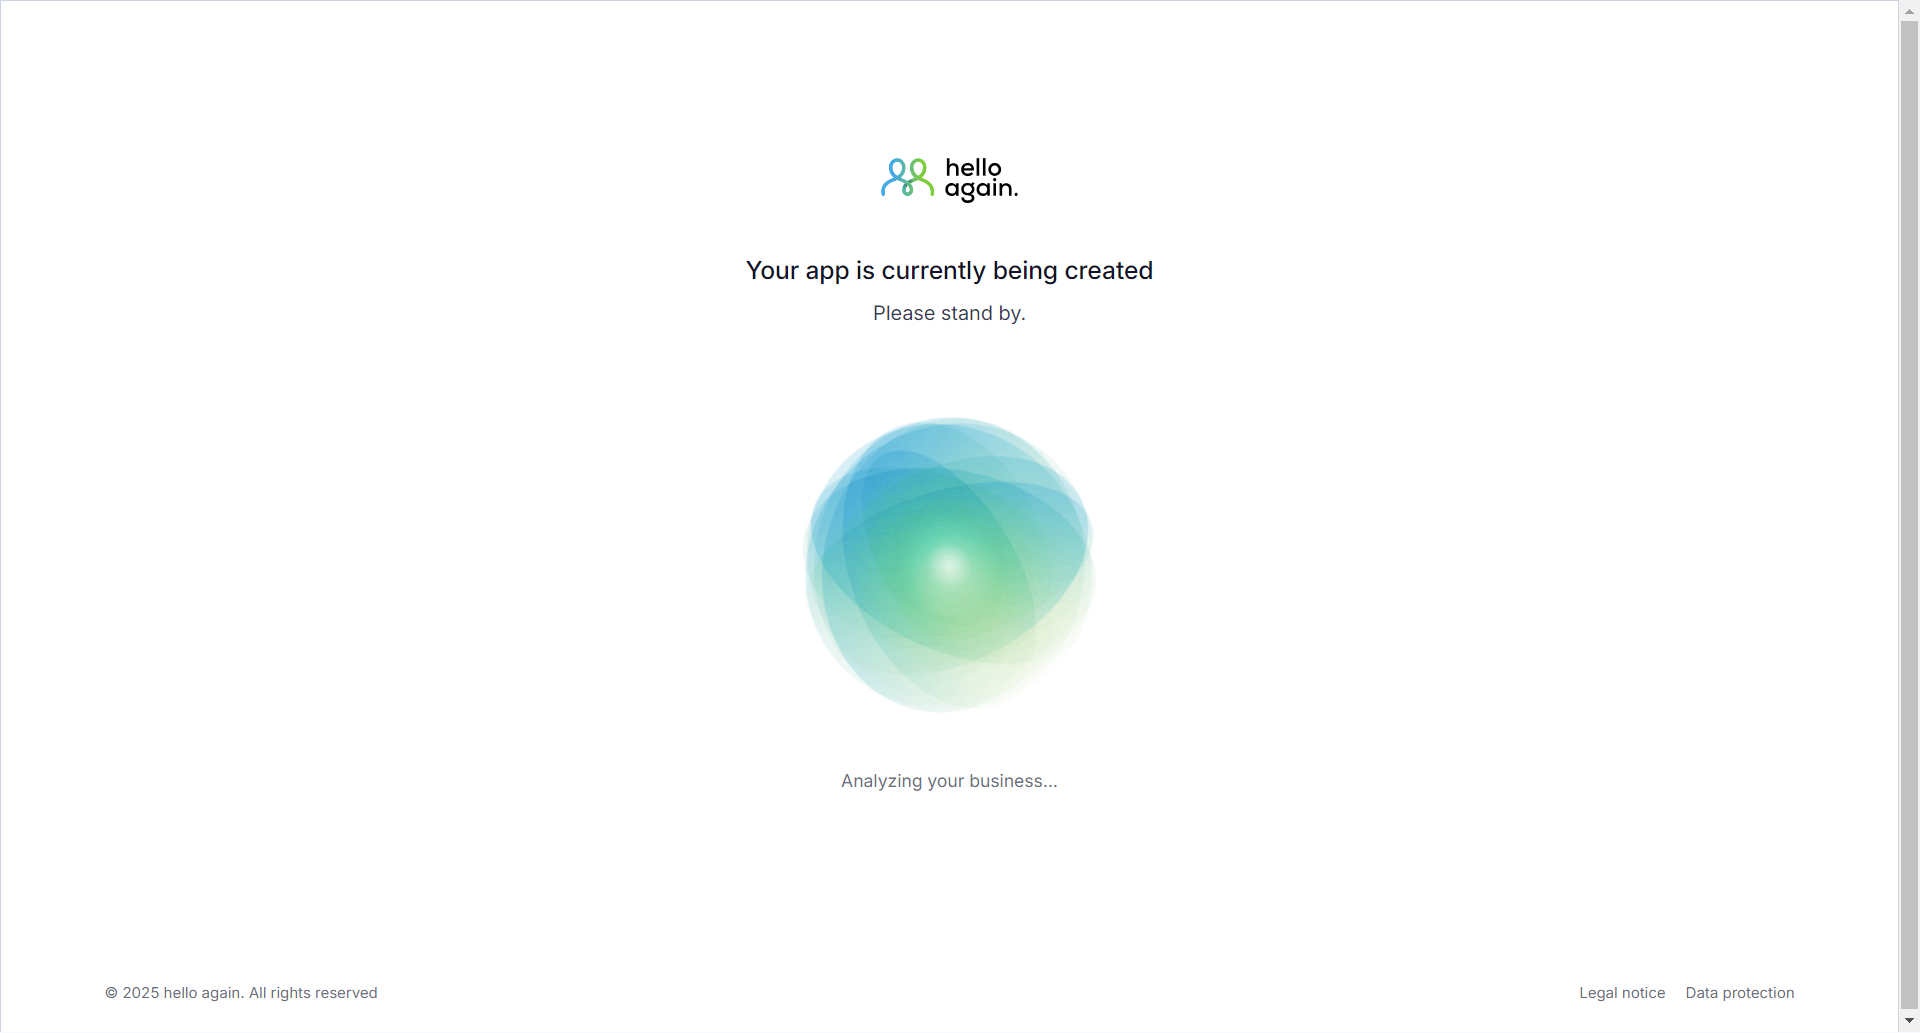 hello
again.
Your app is currently being created
Please stand by.
Analyzing your business...
© 2025 hello again. All rights reserved
Legal notice
Data protection